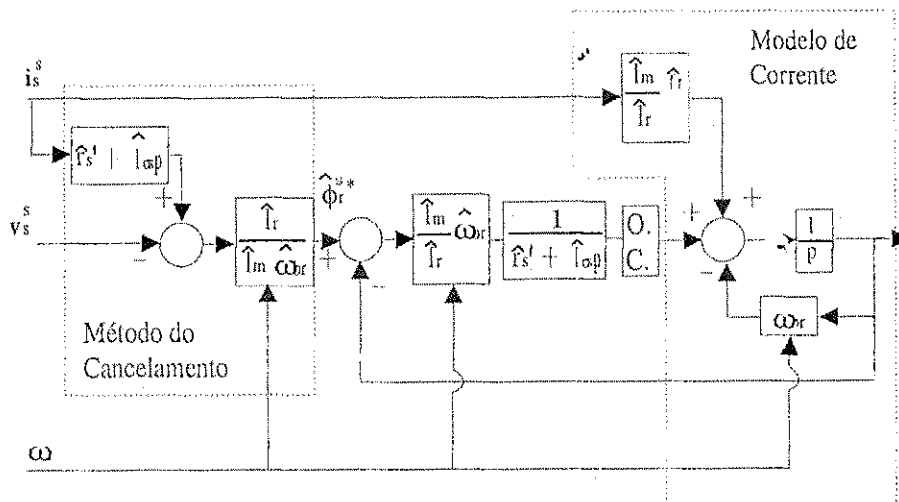 Modelo de
Corrente
i_s^s
l̂_m
l̂_r
r̂_r
r̂_s' + l̂_σp
v_s^s
l̂_r
l̂_m ω̂_br
φ̂_r^**
l̂_m
l̂_r
ω̂_br
1
r̂_s' + l̂_σp
O.
C.
1
p
ω_br
Método do
Cancelamento
+
-
+
-
+
+
-
ω